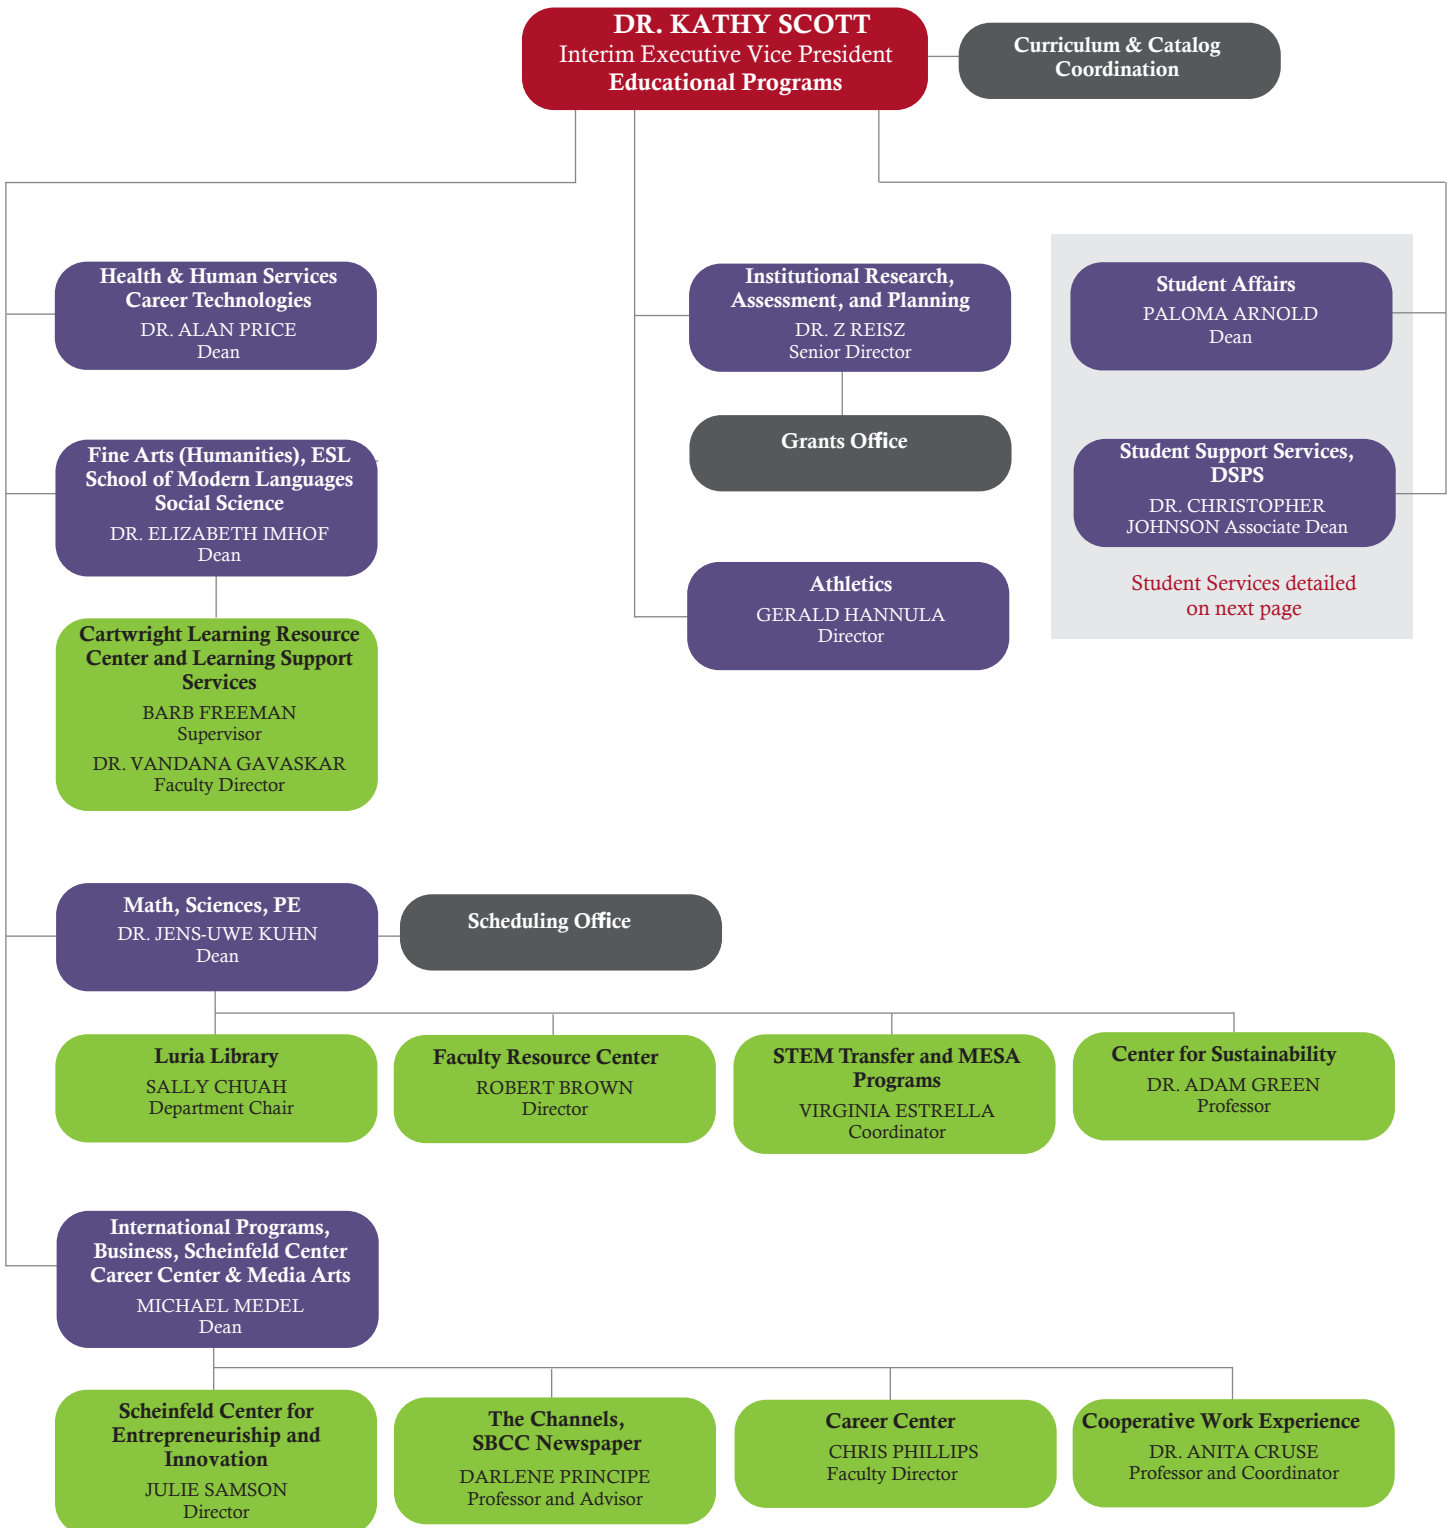 DR. KATHY SCOTT
Interim Executive Vice President
Educational Programs
Curriculum & Catalog
Coordination
Health & Human Services
Career Technologies
DR. ALAN PRICE
Dean
Institutional Research,
Assessment, and Planning
DR. Z REISZ
Senior Director
Student Affairs
PALOMA ARNOLD
Dean
Grants Office
Fine Arts (Humanities), ESL
School of Modern Languages
Social Science
DR. ELIZABETH IMHOF
Dean
Student Support Services,
DSPS
DR. CHRISTOPHER
JOHNSON Associate Dean
Student Services detailed
on next page
Athletics
GERALD HANNULA
Director
Cartwright Learning Resource
Center and Learning Support
Services
BARB FREEMAN
Supervisor
DR. VANDANA GAVASKAR
Faculty Director
Math, Sciences, PE
DR. JENS-UWE KUHN
Dean
Scheduling Office
Luria Library
SALLY CHUAH
Department Chair
Faculty Resource Center
ROBERT BROWN
Director
STEM Transfer and MESA
Programs
VIRGINIA ESTRELLA
Coordinator
Center for Sustainability
DR. ADAM GREEN
Professor
International Programs,
Business, Scheinfeld Center
Career Center & Media Arts
MICHAEL MEDEL
Dean
Scheinfeld Center for
Entrepreneuriship and
Innovation
JULIE SAMSON
Director
The Channels,
SBCC Newspaper
DARLENE PRINCIPE
Professor and Advisor
Career Center
CHRIS PHILLIPS
Faculty Director
Cooperative Work Experience
DR. ANITA CRUSE
Professor and Coordinator